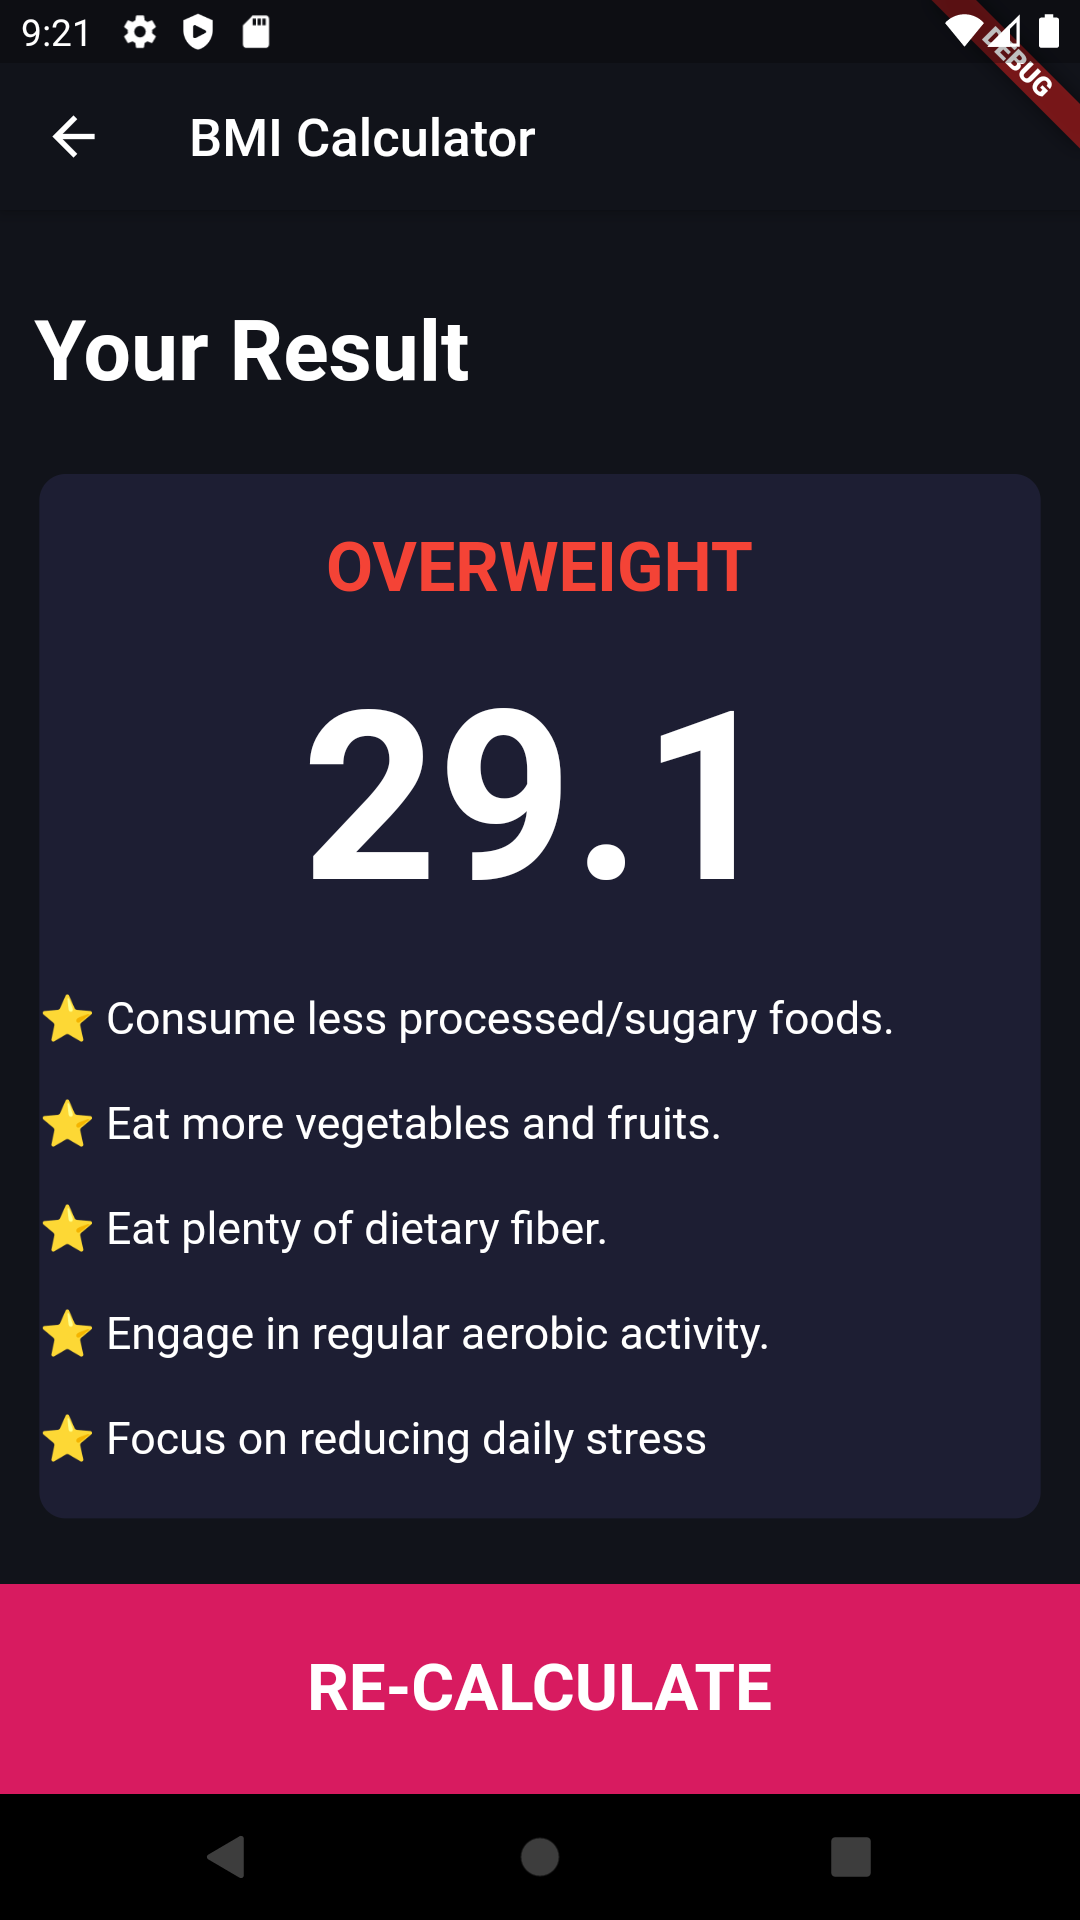 9:21
DEBUG
BMI Calculator
Your Result
OVERWEIGHT
29.1
⭐ Consume less processed/sugary foods.
⭐ Eat more vegetables and fruits.
⭐ Eat plenty of dietary fiber.
⭐ Engage in regular aerobic activity.
⭐ Focus on reducing daily stress
RE-CALCULATE